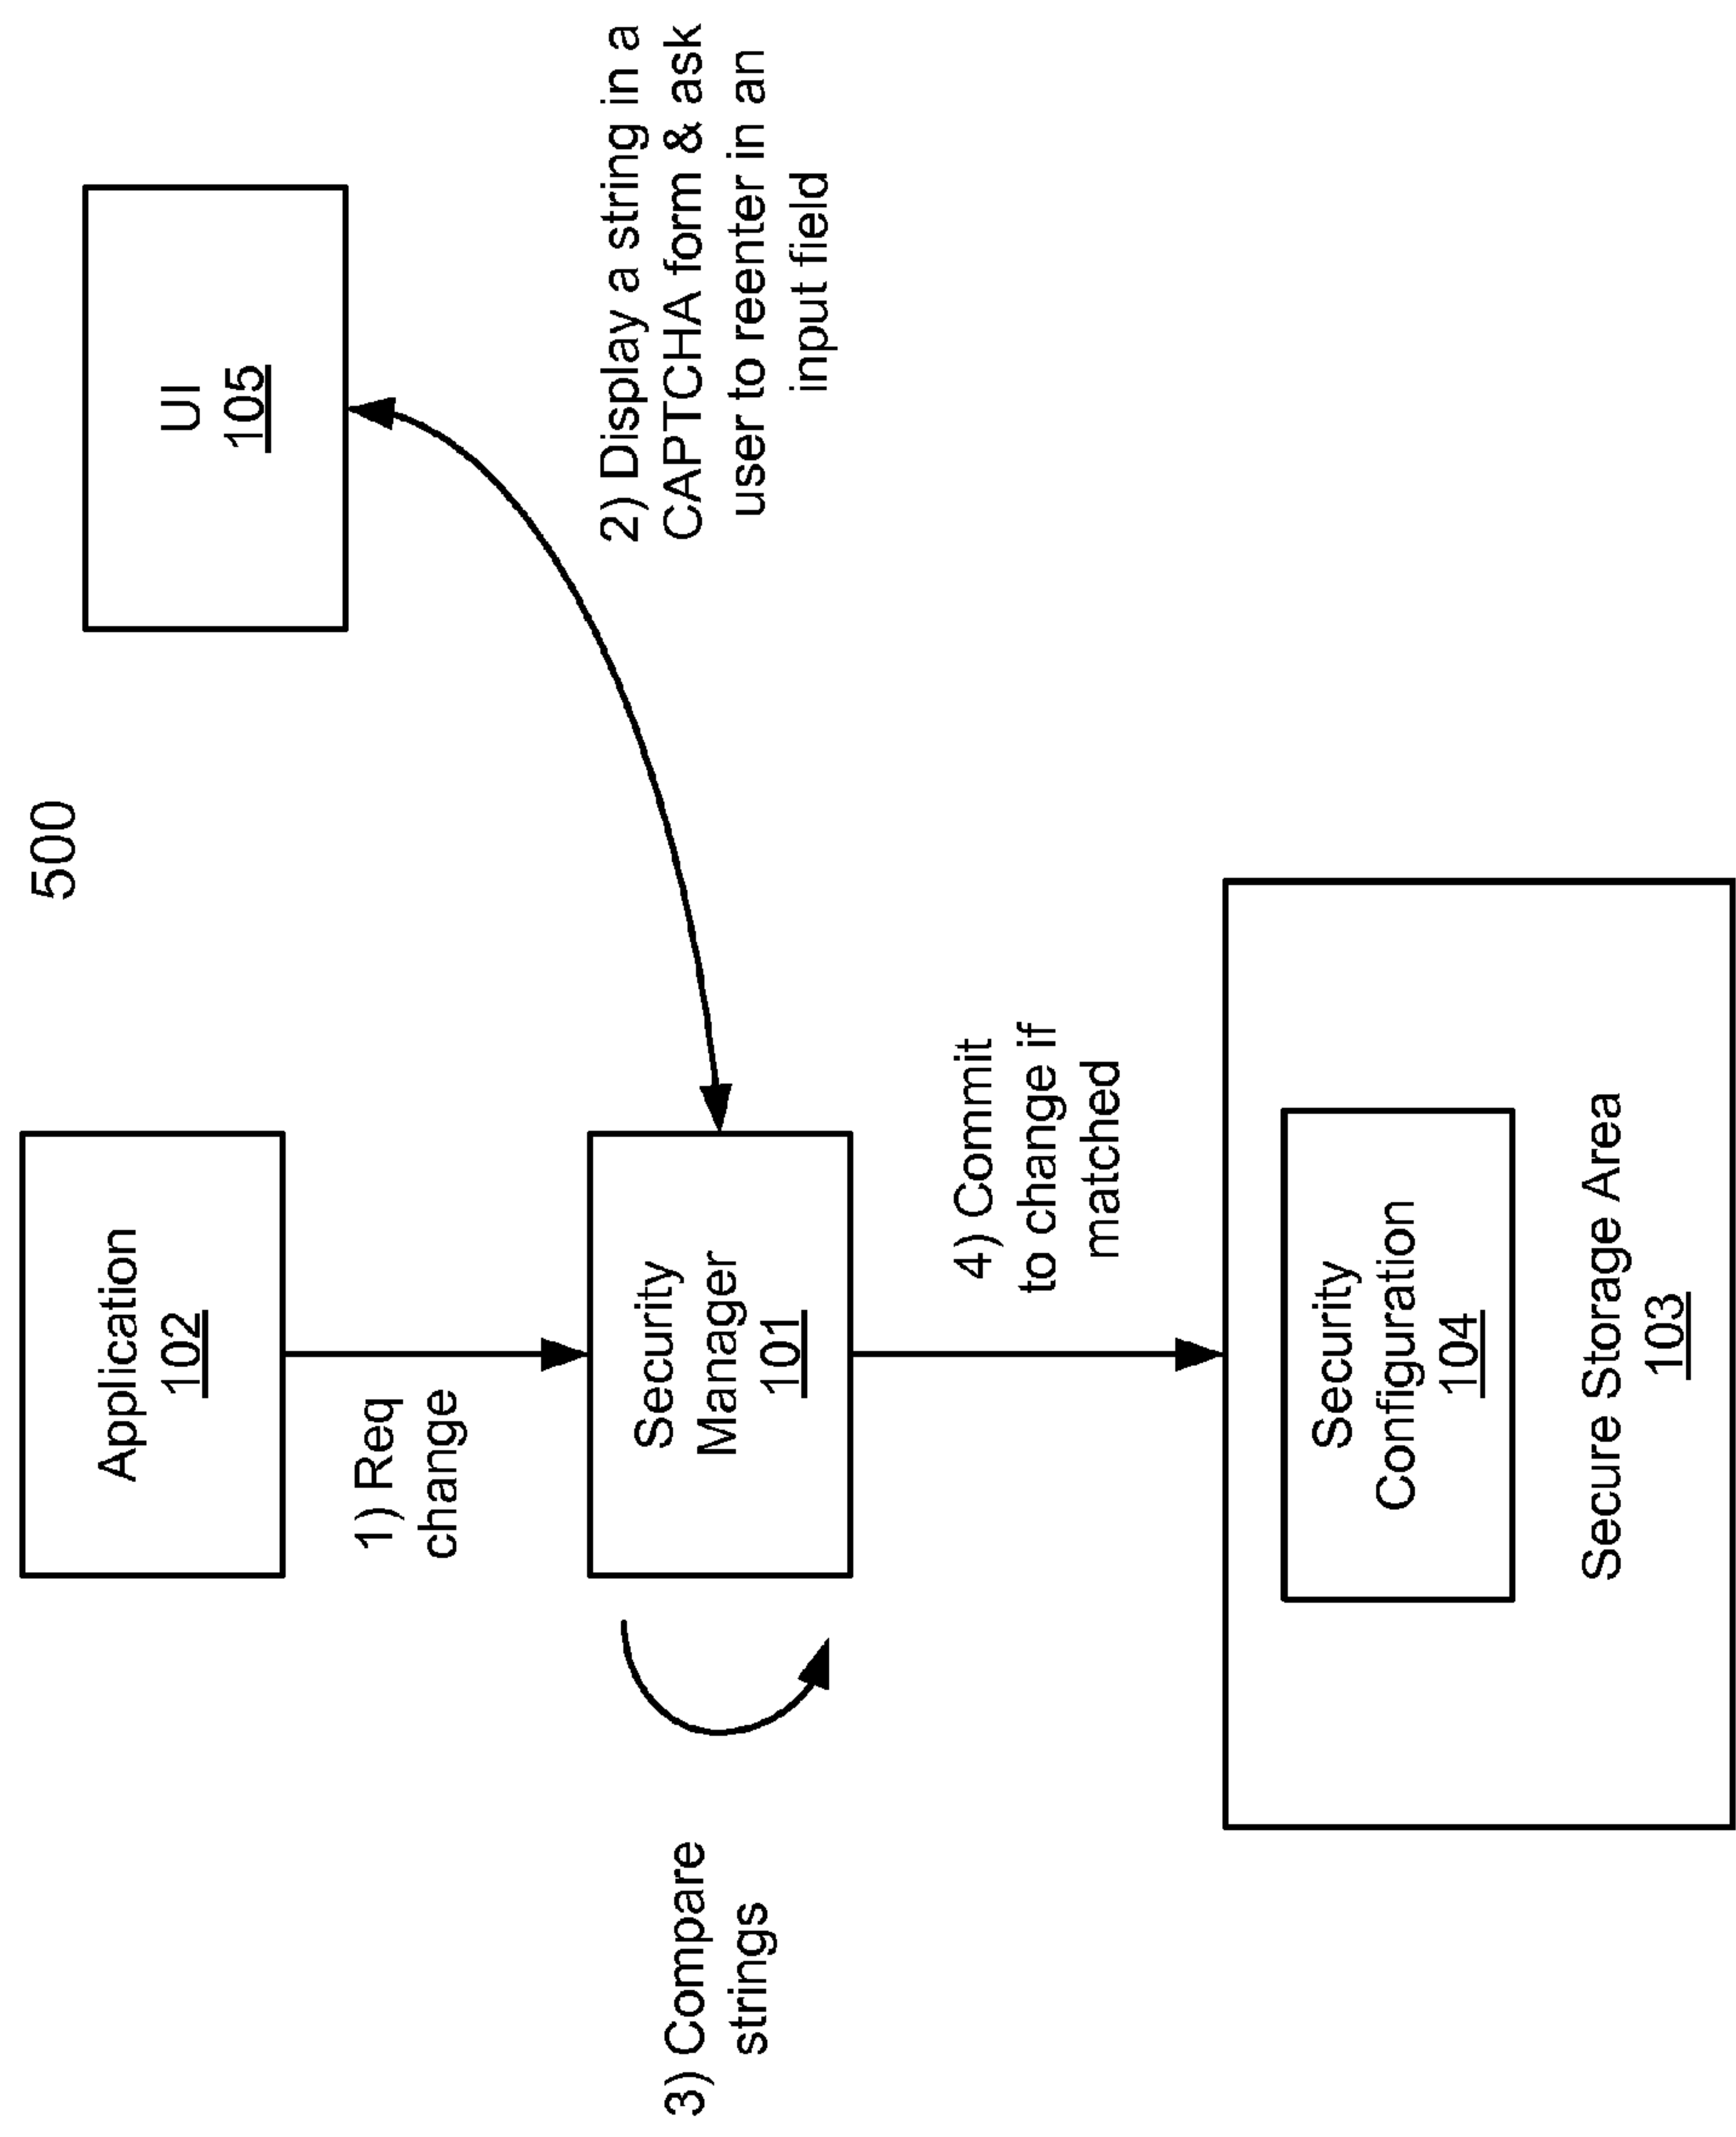 500
Application
102
UI
105
1) Req
change
2) Display a string in a
CAPTCHA form & ask
user to reenter in an
input field
3) Compare
strings
Security
Manager
101
4) Commit
to change if
matched
Security
Configuration
104
Secure Storage Area
103